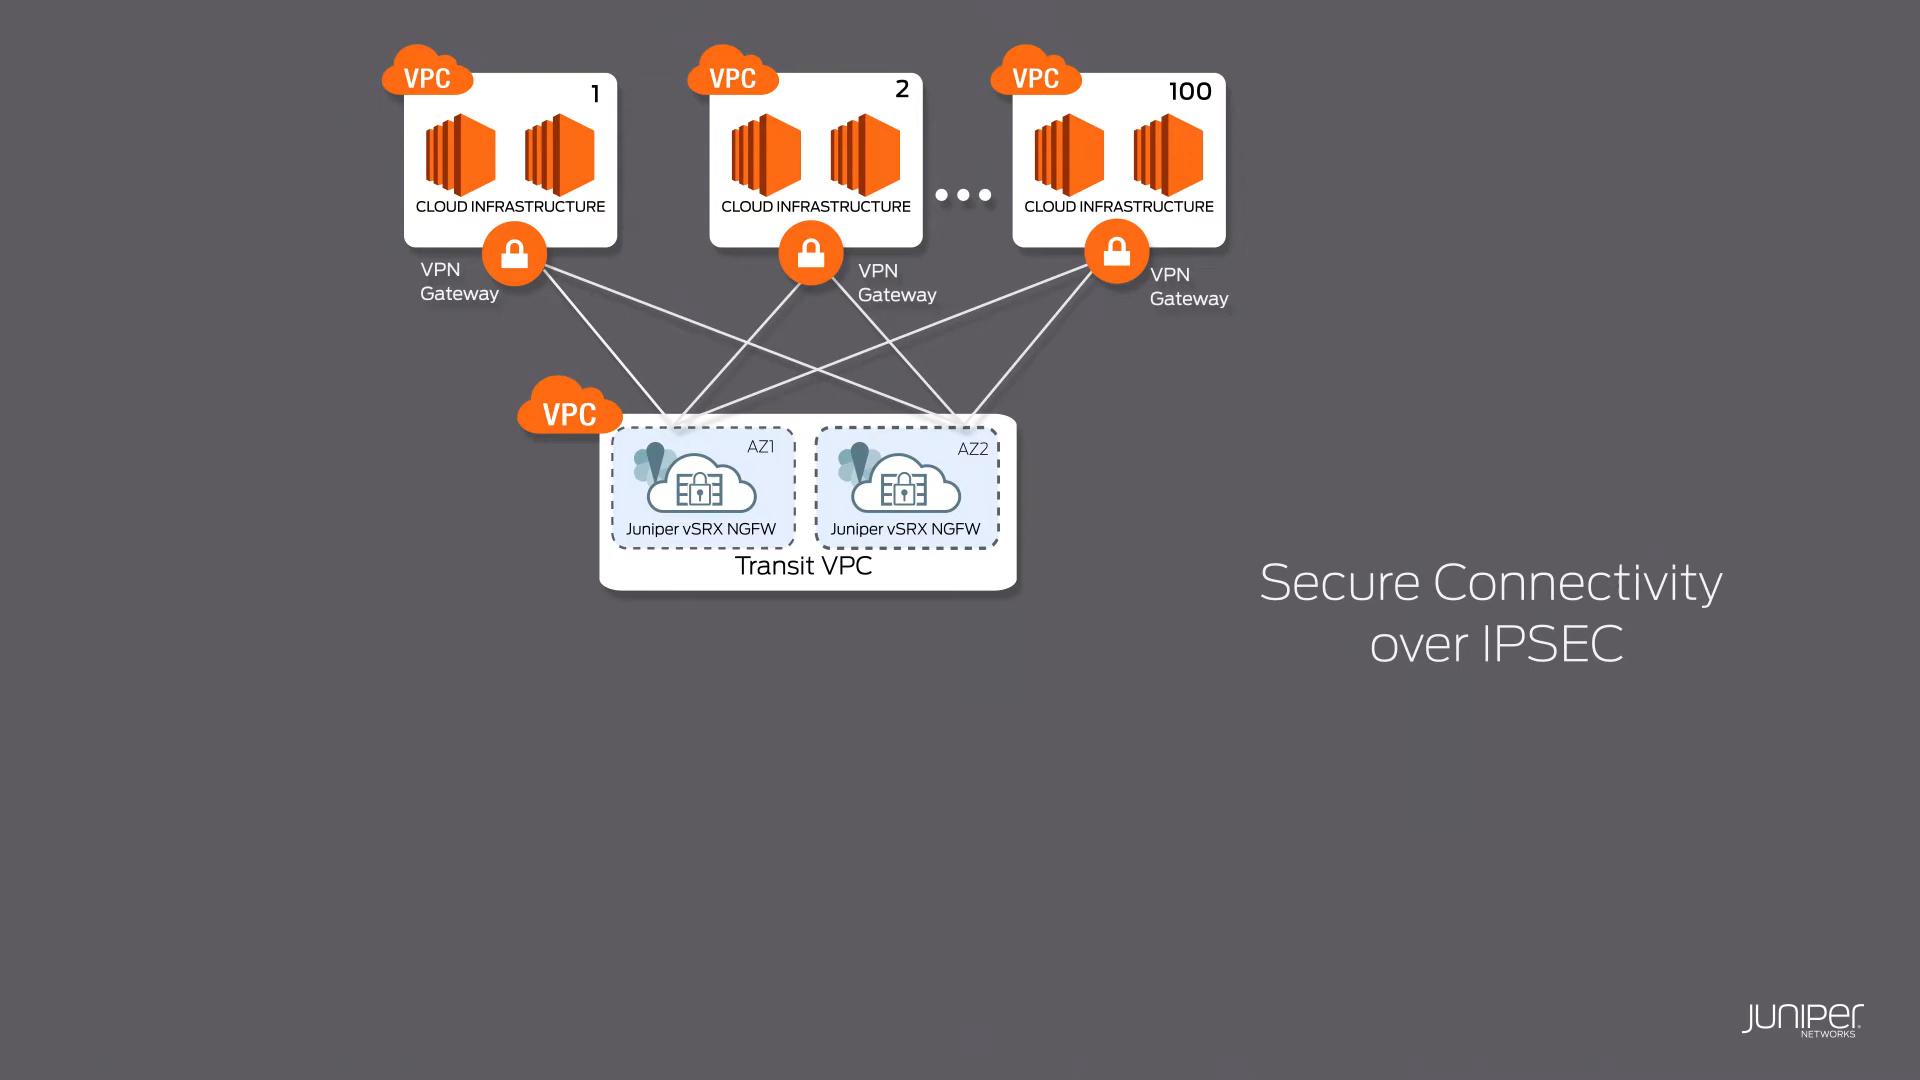 VPC
1
CLOUD INFRASTRUCTURE
VPN
Gateway
VPC
2
CLOUD INFRASTRUCTURE
VPN
Gateway
VPC
100
CLOUD INFRASTRUCTURE
VPN
Gateway
VPC
AZ1
Juniper vSRX NGFW
AZ2
Juniper vSRX NGFW
Transit VPC
Secure Connectivity
over IPSEC
JUNIPER
NETWORKS